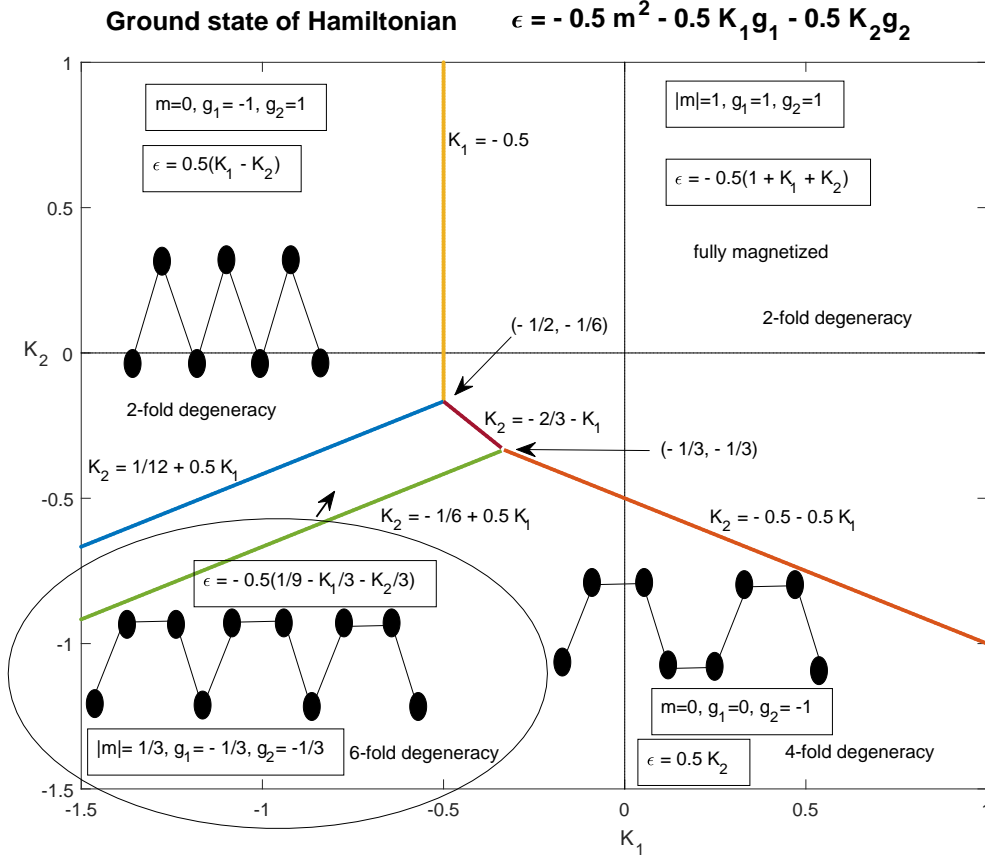 Ground state of Hamiltonian ϵ = - 0.5 m² - 0.5 K₁g₁ - 0.5 K₂g₂
1
m=0, g₁= -1, g₂=1
|m|=1, g₁=1, g₂=1
K₁ = - 0.5
ϵ = 0.5(K₁ - K₂)
ϵ = - 0.5(1 + K₁ + K₂)
0.5
fully magnetized
(- 1/2, - 1/6)
2-fold degeneracy
K₂
0
2-fold degeneracy
K₂ = - 2/3 - K₁
(- 1/3, - 1/3)
K₂ = 1/12 + 0.5 K₁
-0.5
K₂ = - 1/6 + 0.5 K₁
K₂ = - 0.5 - 0.5 K₁
ϵ = - 0.5(1/9 - K₁/3 - K₂/3)
-1
m=0, g₁=0, g₂= -1
|m|= 1/3, g₁= - 1/3, g₂= -1/3
6-fold degeneracy
ϵ = 0.5 K₂
4-fold degeneracy
-1.5
-1.5 -1 -0.5 0 0.5 1
K₁